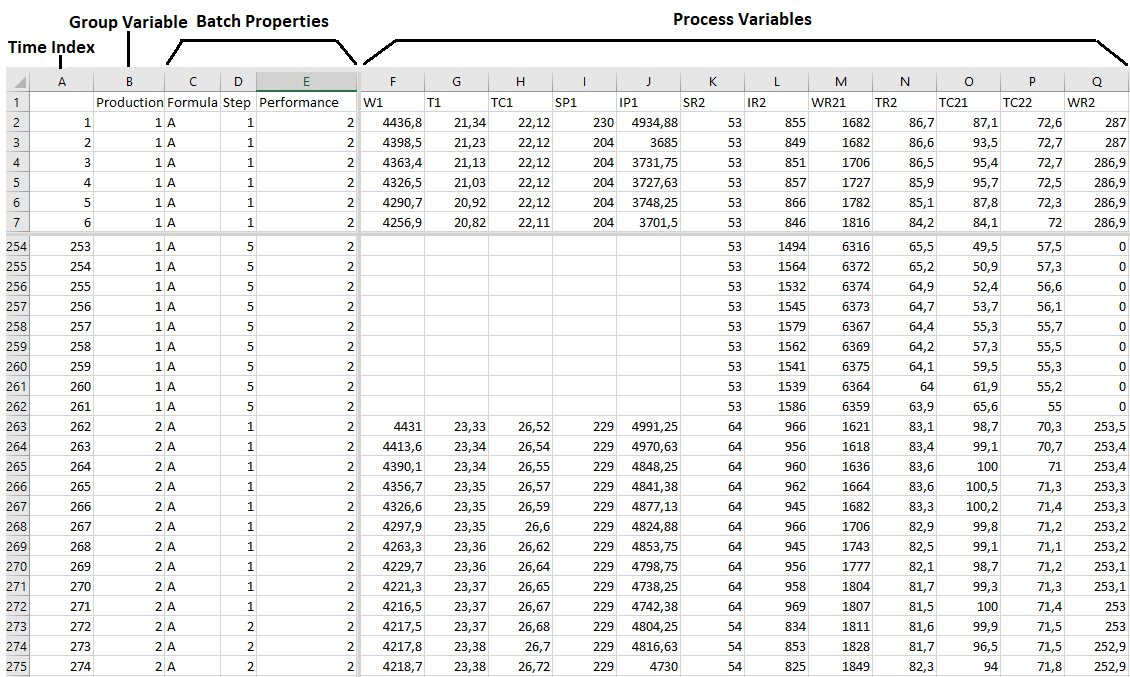 Group Variable Batch Properties Process Variables
Time Index
A B C D E F G H I J K L M N O P Q
1 Production Formula Step Performance W1 T1 TC1 SP1 IP1 SR2 IR2 WR21 TR2 TC21 TC22 WR2
2 1 1 A 1 2 4436,8 21,34 22,12 230 4934,88 53 855 1682 86,7 87,1 72,6 287
3 2 1 A 1 2 4398,5 21,23 22,12 204 3685 53 849 1682 86,6 93,5 72,7 287
4 3 1 A 1 2 4363,4 21,13 22,12 204 3731,75 53 851 1706 86,5 95,4 72,7 286,9
5 4 1 A 1 2 4326,5 21,03 22,12 204 3727,63 53 857 1727 85,9 95,7 72,5 286,9
6 5 1 A 1 2 4290,7 20,92 22,12 204 3748,25 53 866 1782 85,1 87,8 72,3 286,9
7 6 1 A 1 2 4256,9 20,82 22,11 204 3701,5 53 846 1816 84,2 84,1 72 286,9
254 253 1 A 5 2 53 1494 6316 65,5 49,5 57,5 0
255 254 1 A 5 2 53 1564 6372 65,2 50,9 57,3 0
256 255 1 A 5 2 53 1532 6374 64,9 52,4 56,6 0
257 256 1 A 5 2 53 1545 6373 64,7 53,7 56,1 0
258 257 1 A 5 2 53 1579 6367 64,4 55,3 55,7 0
259 258 1 A 5 2 53 1562 6369 64,2 57,3 55,5 0
260 259 1 A 5 2 53 1541 6375 64,1 59,5 55,3 0
261 260 1 A 5 2 53 1539 6364 64 61,9 55,2 0
262 261 1 A 5 2 53 1586 6359 63,9 65,6 55 0
263 262 2 A 1 2 4431 23,33 26,52 229 4991,25 64 966 1621 83,1 98,7 70,3 253,5
264 263 2 A 1 2 4413,6 23,34 26,54 229 4970,63 64 956 1618 83,4 99,1 70,7 253,4
265 264 2 A 1 2 4390,1 23,34 26,55 229 4848,25 64 960 1636 83,6 100 71 253,4
266 265 2 A 1 2 4356,7 23,35 26,57 229 4841,38 64 962 1664 83,6 100,5 71,3 253,3
267 266 2 A 1 2 4326,6 23,35 26,59 229 4877,13 64 945 1682 83,3 100,2 71,4 253,3
268 267 2 A 1 2 4297,9 23,35 26,6 229 4824,88 64 966 1706 82,9 99,8 71,2 253,2
269 268 2 A 1 2 4263,3 23,36 26,62 229 4853,75 64 945 1743 82,5 99,1 71,1 253,2
270 269 2 A 1 2 4229,7 23,36 26,64 229 4798,75 64 956 1777 82,1 98,7 71,2 253,1
271 270 2 A 1 2 4221,3 23,37 26,65 229 4738,25 64 958 1804 81,7 99,3 71,3 253,1
272 271 2 A 1 2 4216,5 23,37 26,67 229 4742,38 64 969 1807 81,5 100 71,4 253
273 272 2 A 2 2 4217,5 23,37 26,68 229 4804,25 54 834 1811 81,6 99,9 71,5 253
274 273 2 A 2 2 4217,8 23,38 26,7 229 4816,63 54 853 1828 81,7 96,5 71,5 252,9
275 274 2 A 2 2 4218,7 23,38 26,72 229 4730 54 825 1849 82,3 94 71,8 252,9